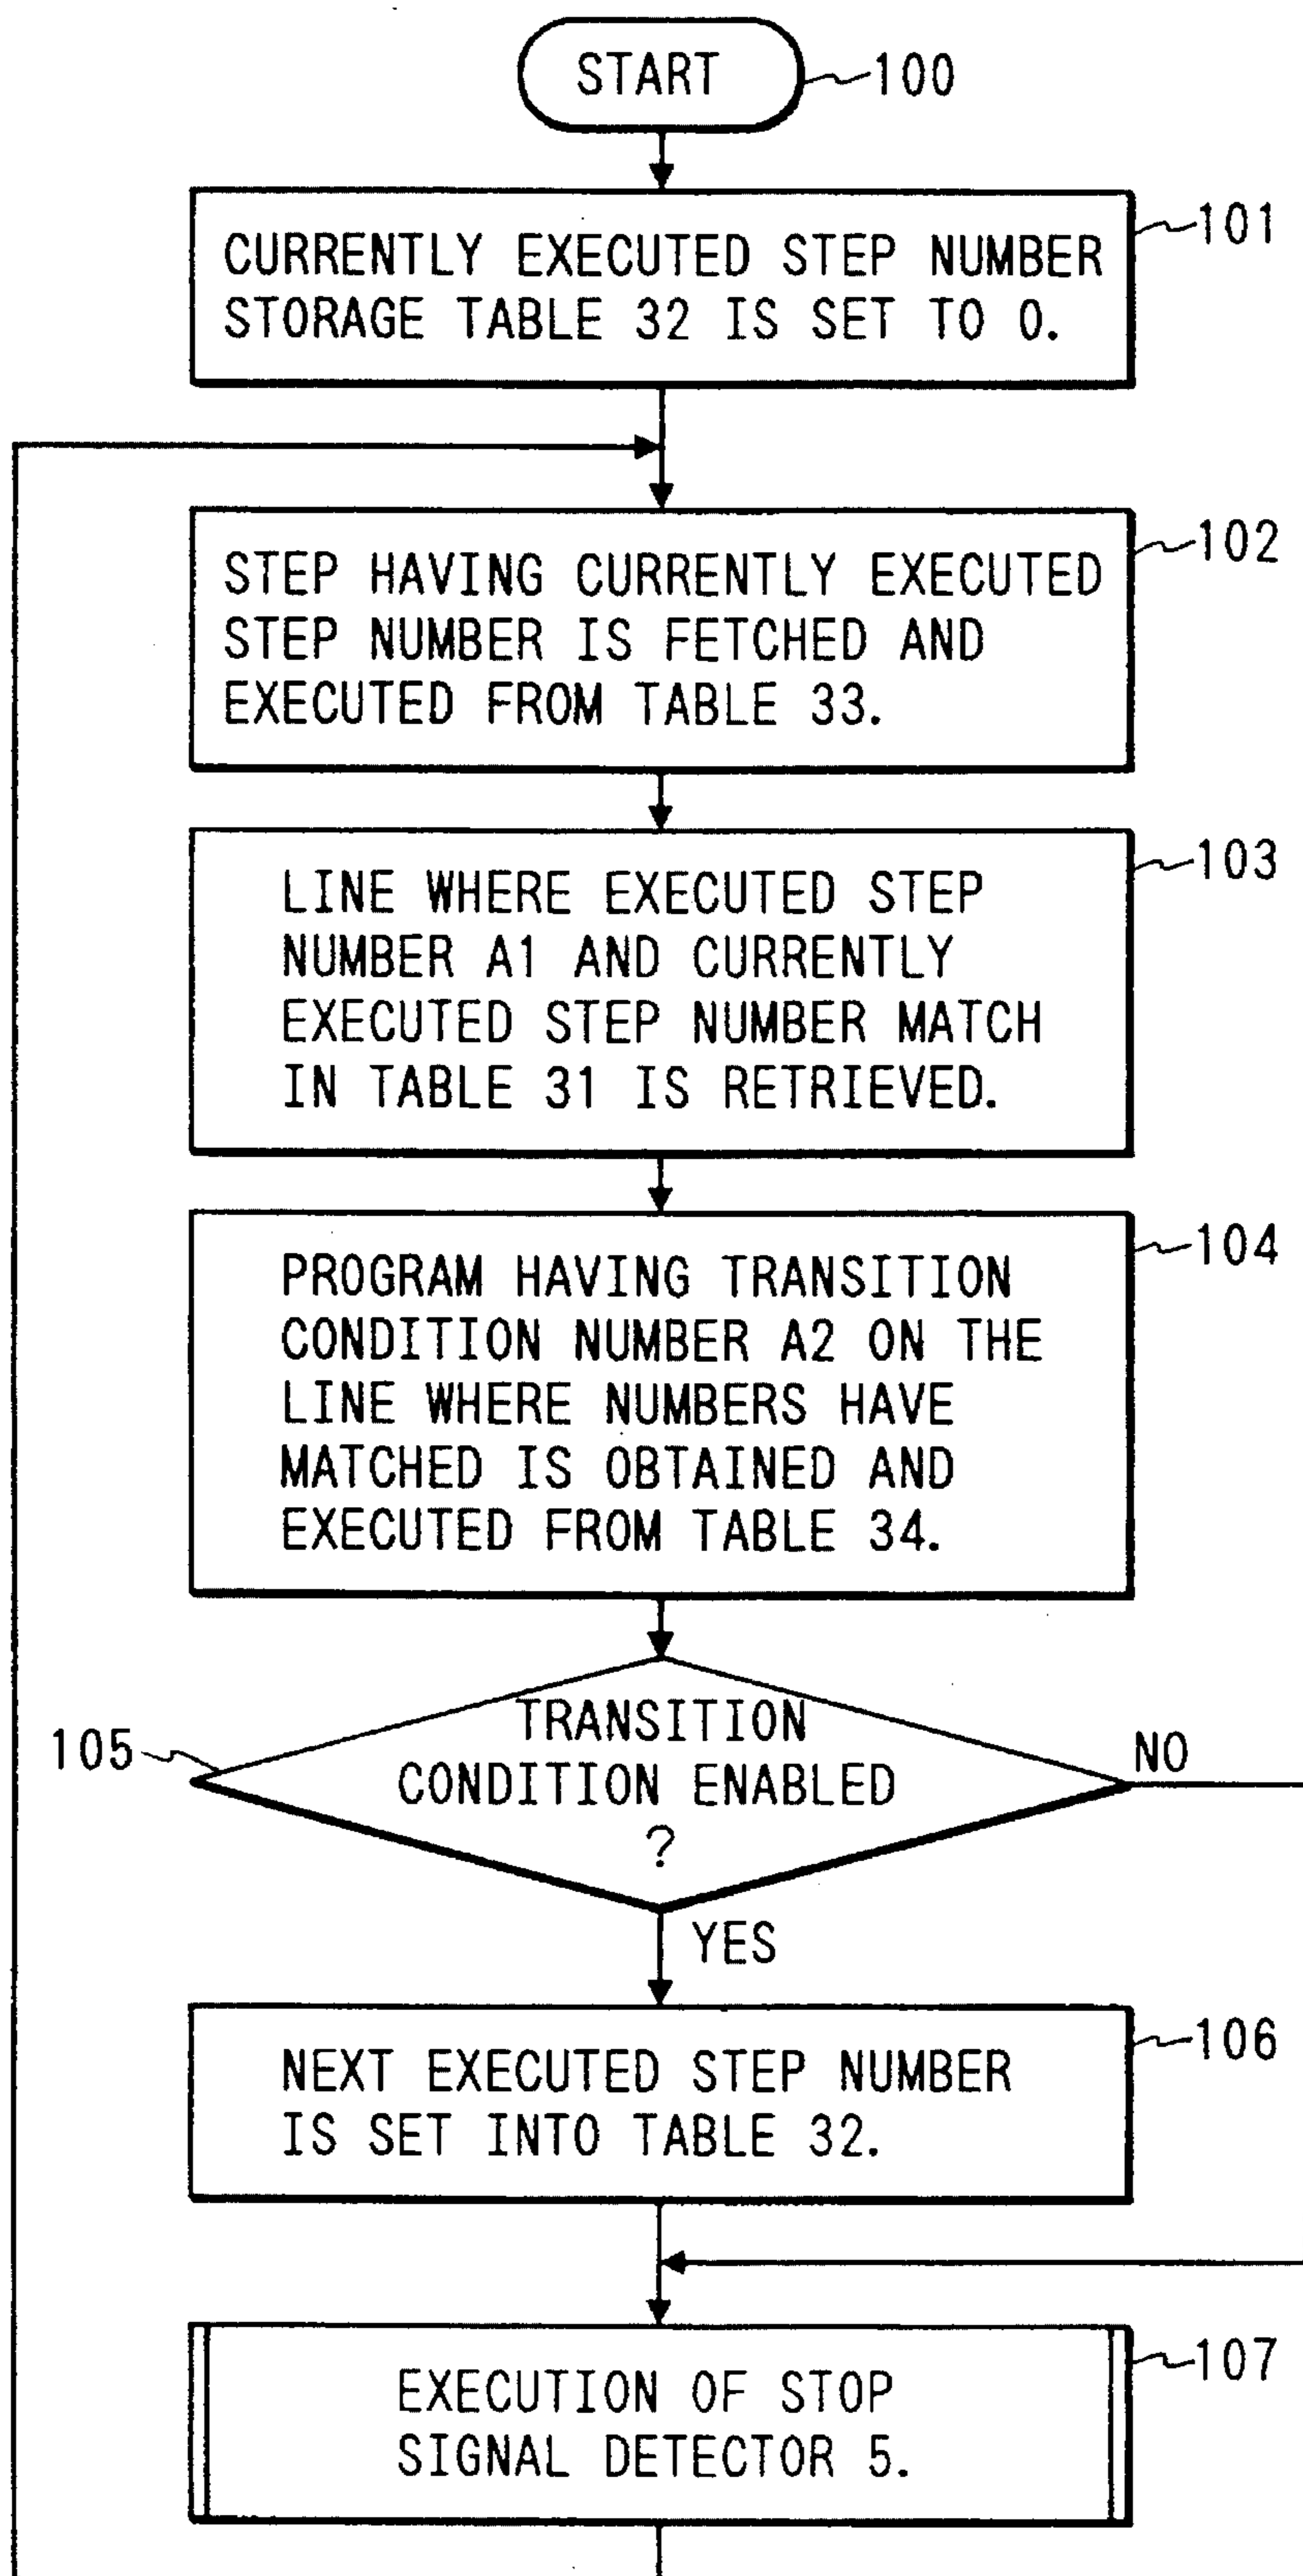 START
100
101
CURRENTLY EXECUTED STEP NUMBER
STORAGE TABLE 32 IS SET TO 0.
102
STEP HAVING CURRENTLY EXECUTED
STEP NUMBER IS FETCHED AND
EXECUTED FROM TABLE 33.
103
LINE WHERE EXECUTED STEP
NUMBER A1 AND CURRENTLY
EXECUTED STEP NUMBER MATCH
IN TABLE 31 IS RETRIEVED.
104
PROGRAM HAVING TRANSITION
CONDITION NUMBER A2 ON THE
LINE WHERE NUMBERS HAVE
MATCHED IS OBTAINED AND
EXECUTED FROM TABLE 34.
105
TRANSITION
CONDITION ENABLED
?
NO
YES
106
NEXT EXECUTED STEP NUMBER
IS SET INTO TABLE 32.
107
EXECUTION OF STOP
SIGNAL DETECTOR 5.